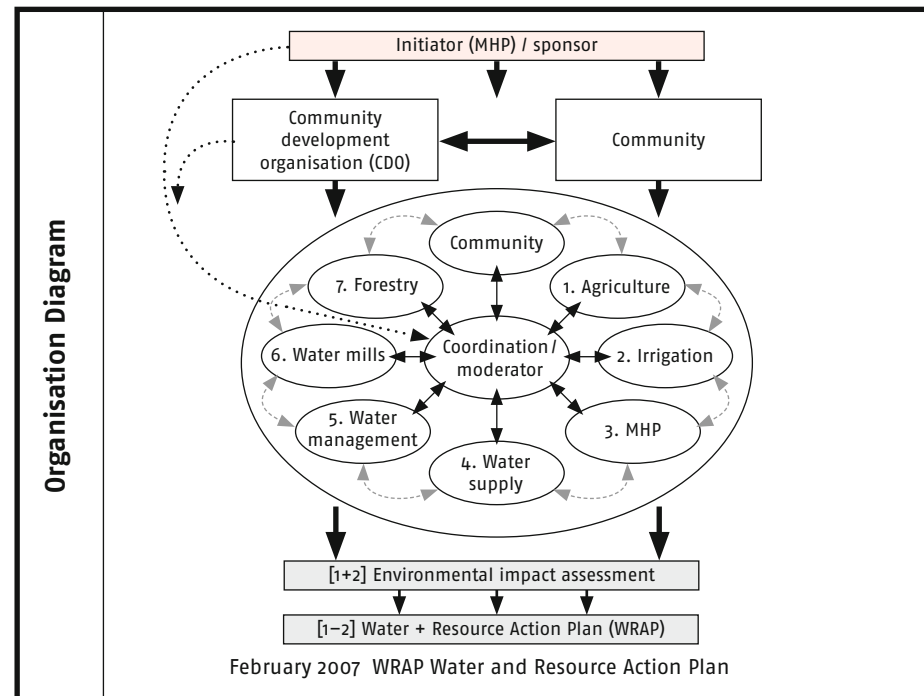 Organisation Diagram
Initiator (MHP) / sponsor
Community
development
organisation (CDO)
Community
Community
7. Forestry
1. Agriculture
6. Water mills
Coordination/
moderator
2. Irrigation
5. Water
management
3. MHP
4. Water
supply
[1+2] Environmental impact assessment
[1–2] Water + Resource Action Plan (WRAP)
February 2007 WRAP Water and Resource Action Plan